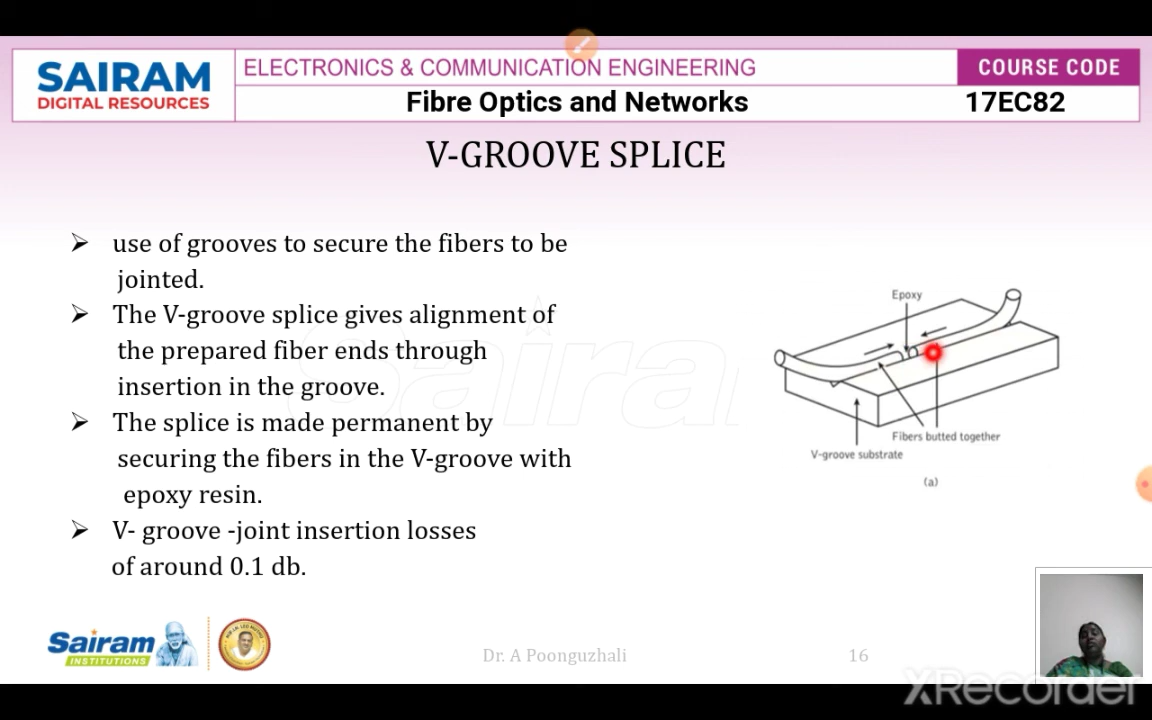 SAIRAM
DIGITAL RESOURCES
ELECTRONICS & COMMUNICATION ENGINEERING
COURSE CODE
Fibre Optics and Networks
17EC82
V-GROOVE SPLICE
use of grooves to secure the fibers to be
jointed.
The V-groove splice gives alignment of
the prepared fiber ends through
insertion in the groove.
The splice is made permanent by
securing the fibers in the V-groove with
epoxy resin.
V- groove -joint insertion losses
of around 0.1 db.
Epoxy
Fibers butted together
V-groove substrate
(a)
Sairam
INSTITUTIONS
Dr. A Poonguzhali
16
XRecorder